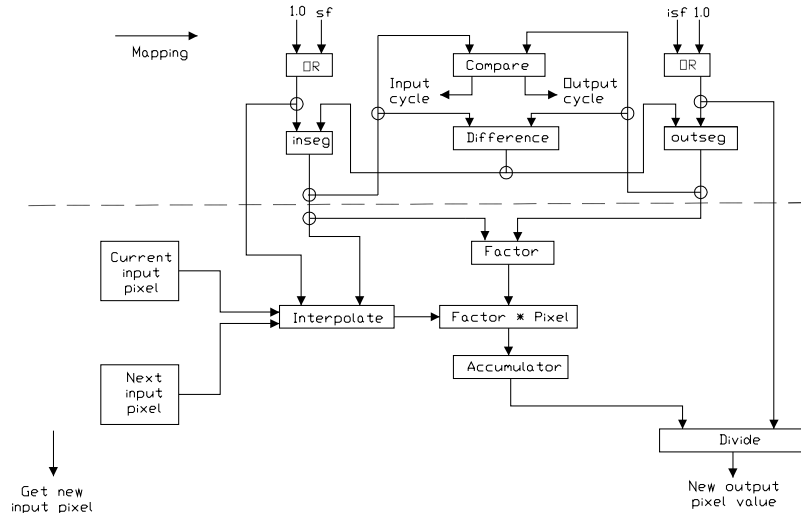 1.0 sf
isf 1.0
Mapping
OR
Compare
OR
Input
cycle
Output
cycle
inseg
Difference
outseg
Current
input
pixel
Factor
Interpolate
Factor * Pixel
Accumulator
Next
input
pixel
Divide
Get new
input pixel
New output
pixel value